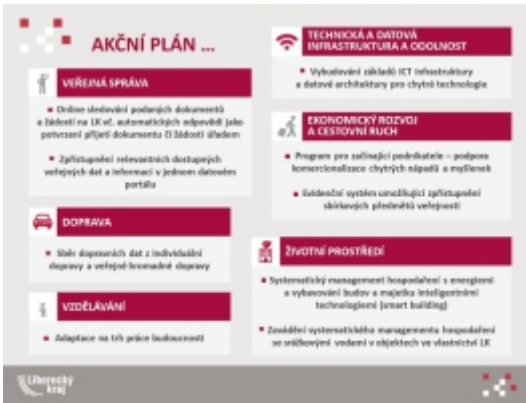 AKČNÍ PLÁN ...
VEŘEJNÁ SPRÁVA
Online sledování podaných dokumentů
a žádostí na LK vč. automatických odpovědí jako
potvrzení přijetí dokumentu či žádosti úřadem
Zpřístupnění relevantních dostupných
veřejných dat a informací v jednom datovém
portálu
DOPRAVA
Sběr dopravních dat z individuální
dopravy a veřejné hromadné dopravy
VZDĚLÁVÁNÍ
Adaptace na trh práce budoucnosti
TECHNICKÁ A DATOVÁ
INFRASTRUKTURA A ODOLNOST
Vybudování základů ICT infrastruktury
a datové architektury pro chytré technologie
EKONOMICKÝ ROZVOJ
A CESTOVNÍ RUCH
Program pro začínající podnikatele – podpora
komercionalizace chytrých nápadů a myšlenek
Evidenční systém umožňující zpřístupnění
sbírkových předmětů veřejnosti
ŽIVOTNÍ PROSTŘEDÍ
Systematický management hospodaření s energiemi
a vybavování budov a majetku inteligentními
technologiemi (smart building)
Zavádění systematického managementu hospodaření
se srážkovými vodami v objektech ve vlastnictví LK
Liberecký
kraj